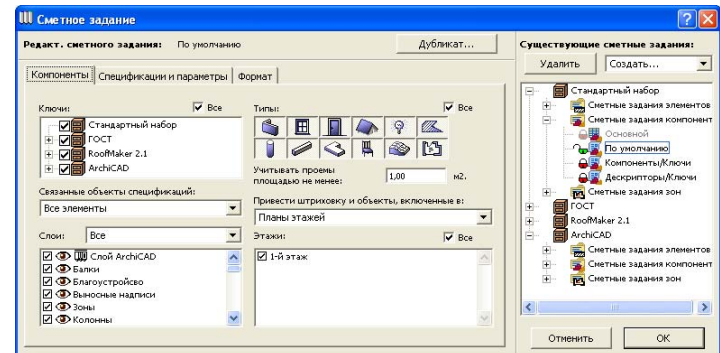 Сметное задание
Редакт. сметного задания: По умолчанию
Дубликат...
Компоненты
Спецификации и параметры
Формат
Ключи:
Все
Стандартный набор
ГОСТ
RoofMaker 2.1
ArchiCAD
Связанные объекты спецификаций:
Все элементы
Слои:
Все
Слой ArchiCAD
Балки
Благоустройсво
Выносные надписи
Зоны
Колонны
Типы:
Все
Учитывать проемы
площадью не менее:
1,00
м2.
Привести штриховку и объекты, включенные в:
Планы этажей
Этажи:
Все
1-й этаж
Существующие сметные задания:
Удалить
Создать...
Стандартный набор
Сметные задания элементов
Сметные задания компонент
Основной
По умолчанию
Компоненты/Ключи
Дескрипторы/Ключи
Сметные задания зон
ГОСТ
RoofMaker 2.1
ArchiCAD
Сметные задания элементов
Сметные задания компонент
Сметные задания зон
Отменить
OK